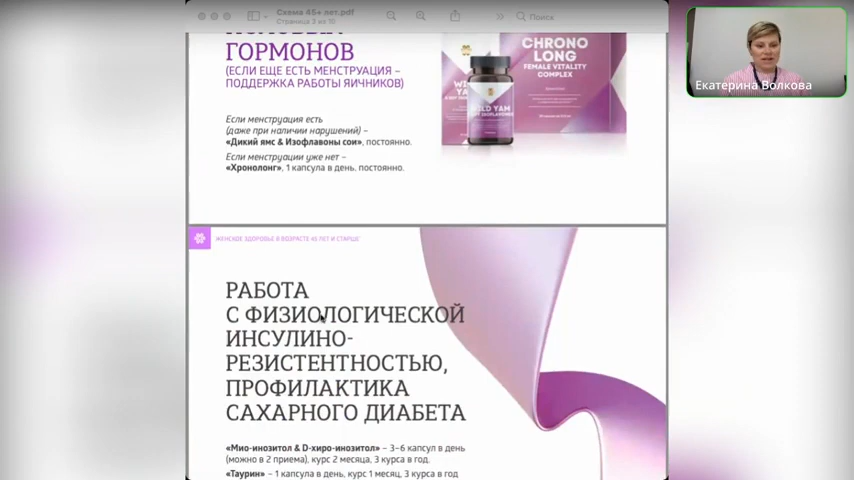 Схема 45+ лет.pdf
Страница 3 из 10
Поиск
ГОРМОНОВ
(ЕСЛИ ЕЩЕ ЕСТЬ МЕНСТРУАЦИЯ –
ПОДДЕРЖКА РАБОТЫ ЯИЧНИКОВ)
Если менструация есть
(даже при наличии нарушений) –
«Дикий ямс & Изофлавоны сои», постоянно.
Если менструации уже нет –
«Хронолонг», 1 капсула в день, постоянно.
CHRONO
LONG
FEMALE VITALITY
COMPLEX
WILD YAM
Екатерина Волкова
ЖЕНСКОЕ ЗДОРОВЬЕ В ВОЗРАСТЕ 45 ЛЕТ И СТАРШЕ
РАБОТА
С ФИЗИОЛОГИЧЕСКОЙ
ИНСУЛИНО-
РЕЗИСТЕНТНОСТЬЮ,
ПРОФИЛАКТИКА
САХАРНОГО ДИАБЕТА
«Мио-инозитол & D-хиро-инозитол» – 3–6 капсул в день
(можно в 2 приема), курс 2 месяца, 3 курса в год.
«Таурин» – 1 капсула в день, курс 1 месяц, 3 курса в год